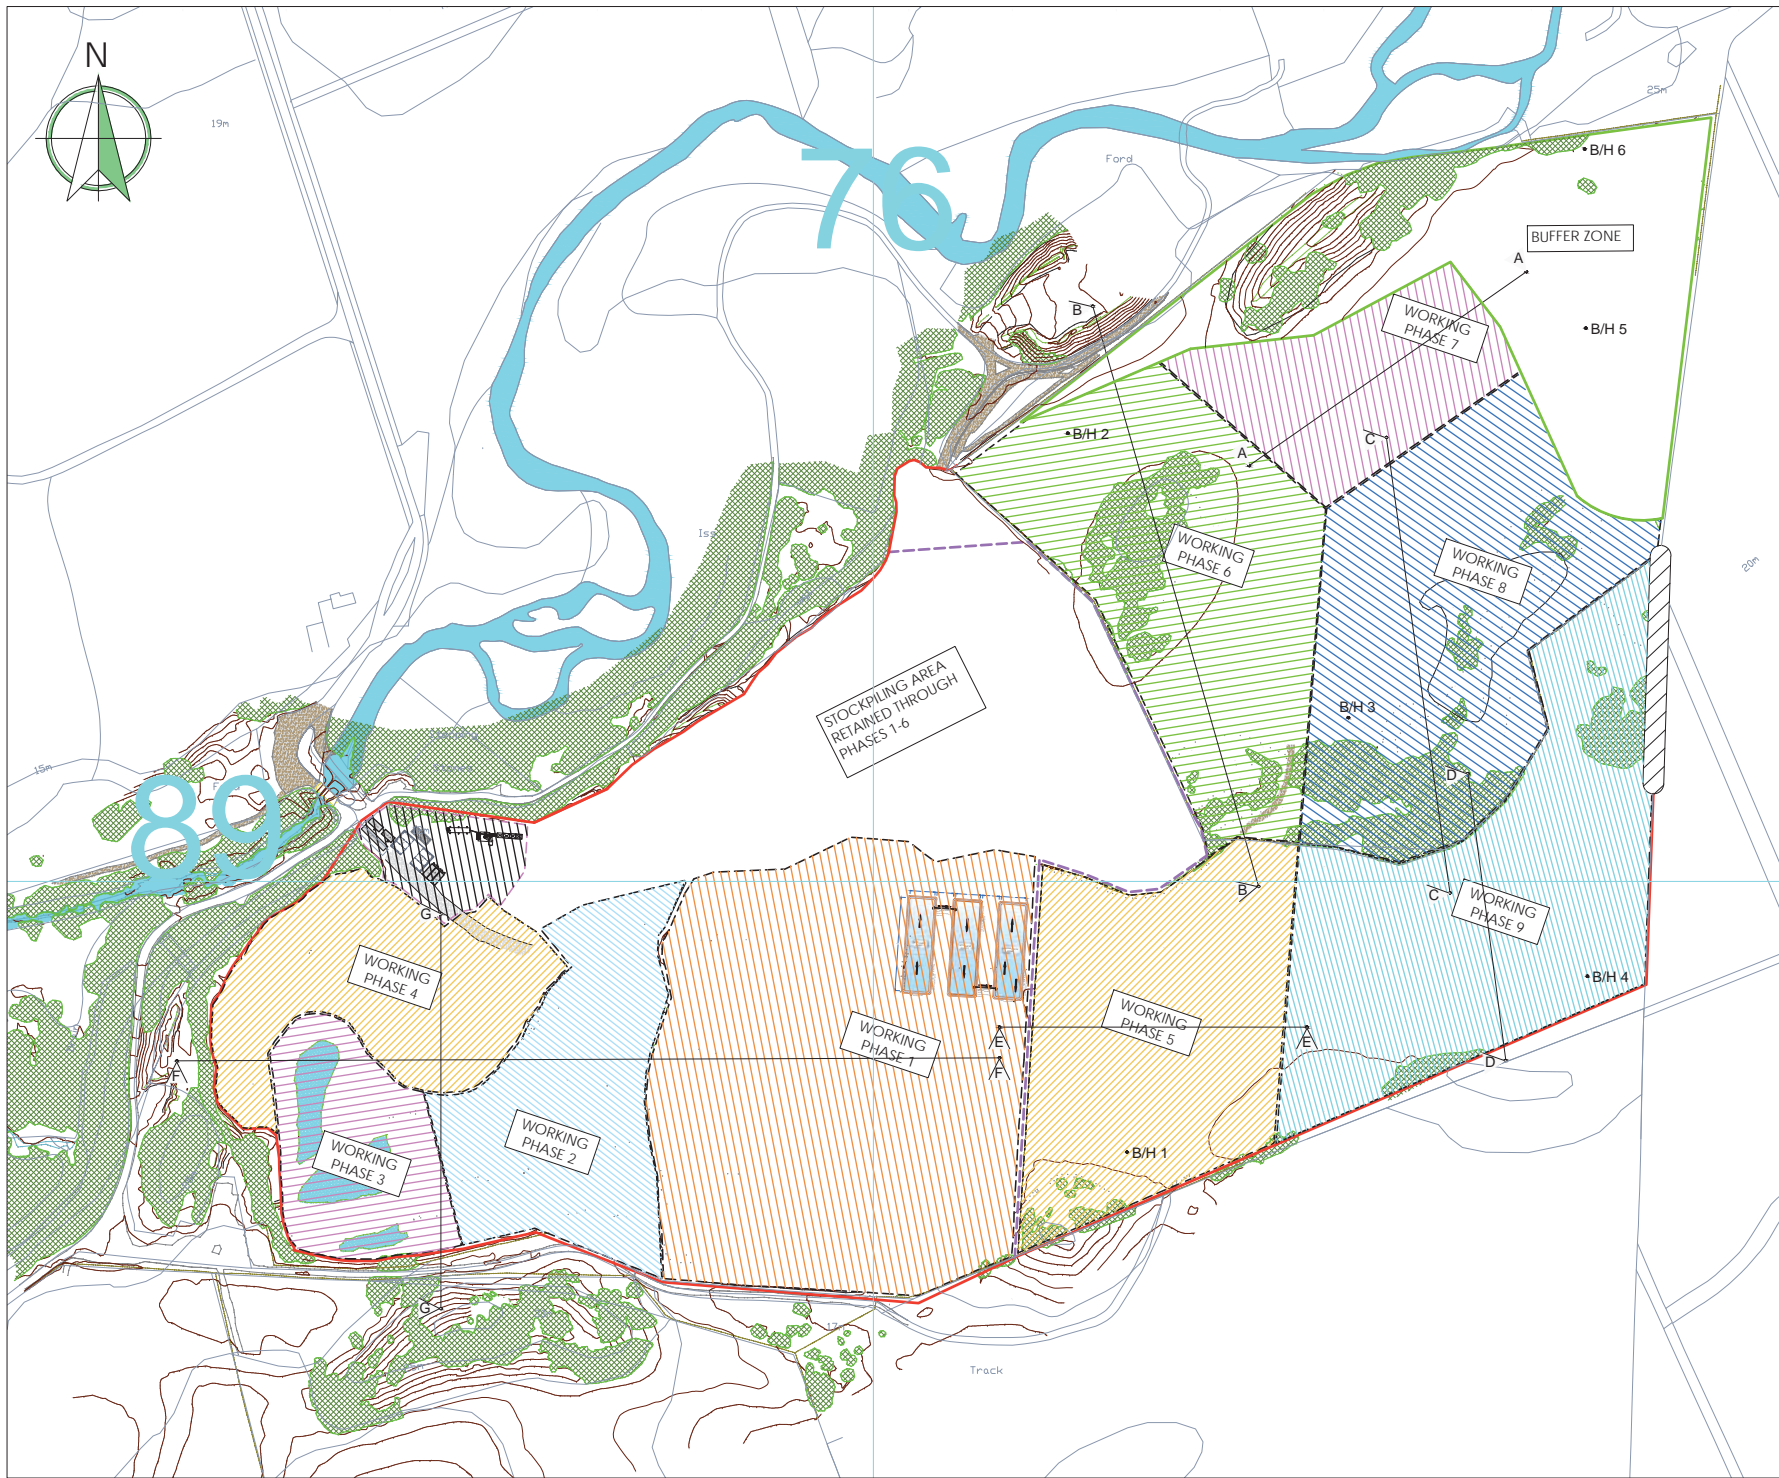 N
19m
25m
76
Ford
B/H 6
BUFFER ZONE
A
B
B/H 5
WORKING
PHASE 7
B/H 2
C
A
Iss
WORKING
PHASE 6
WORKING
PHASE 8
20m
STOCKPILING AREA
RETAINED THROUGH
PHASES 1-6
B/H 3
15m
D
89
B
C
WORKING
PHASE 9
G
WORKING
PHASE 4
B/H 4
WORKING
PHASE 1
WORKING
PHASE 5
E
E
F
F
D
WORKING
PHASE 2
WORKING
PHASE 3
B/H 1
G
17m
Track